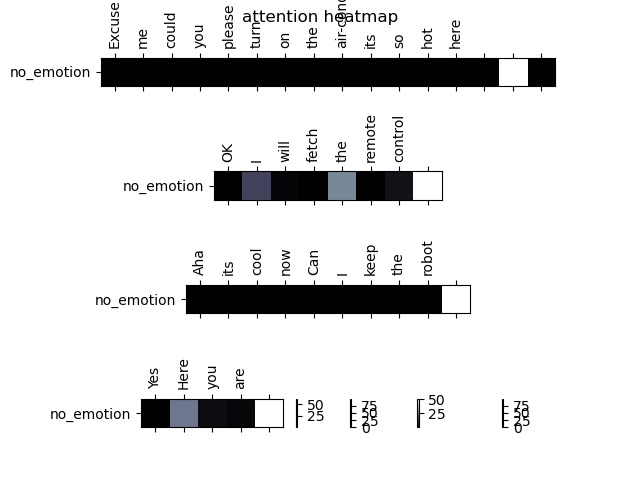 attention heatmap
Excuse me could you please turn on the its so hot here
no_emotion
OK I will fetch the remote control
no_emotion
Aha its cool now Can I keep the robot
no_emotion
Yes Here you are
no_emotion
50 25
75 50 25 0
50 25
75 50 25 0